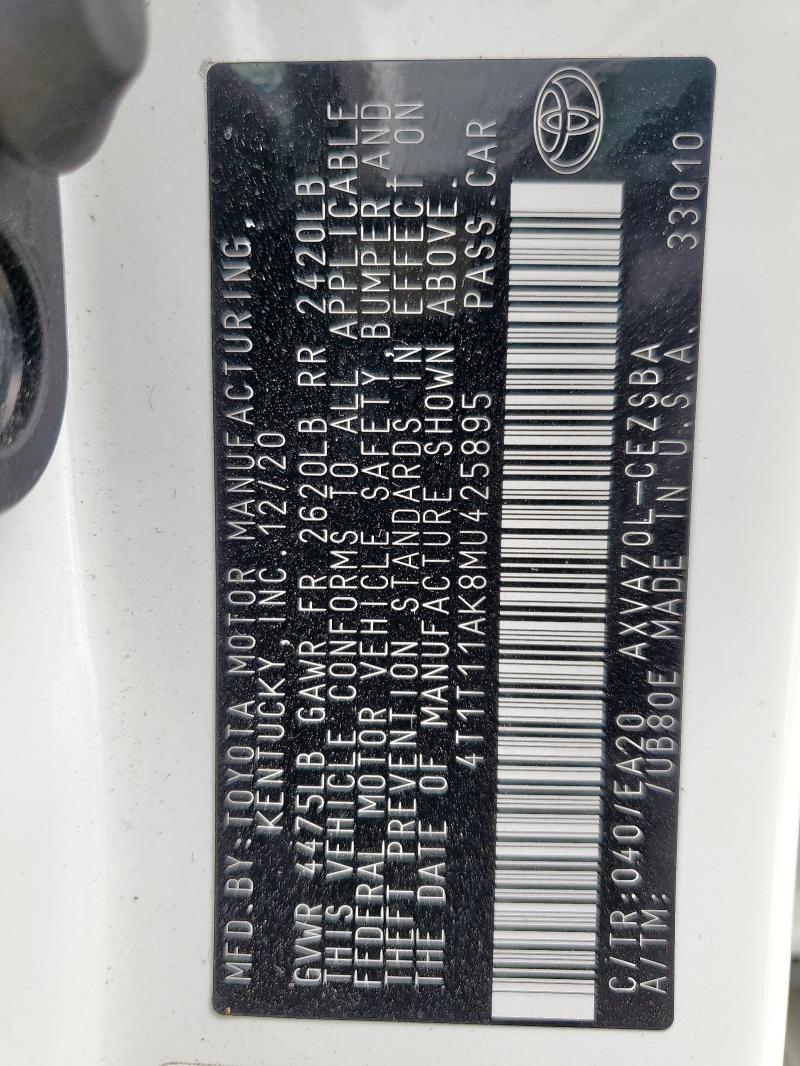 MFD.BY:TOYOTA MOTOR MANUFACTURING,
KENTUCKY, INC. 12/20
GVWR 4475LB GAWR FR 2620LB RR 2420LB
THIS VEHICLE CONFORMS TO ALL APPLICABLE
FEDERAL MOTOR VEHICLE SAFETY, BUMPER, AND
THEFT PREVENTION STANDARDS IN EFFECT ON
THE DATE OF MANUFACTURE SHOWN ABOVE.
4T1T11AK8MU425895 PASS.CAR
C/TR:040/EA20 AXVA70L-CEZSBA 33010
A/TM: /UB80E MADE IN U.S.A.